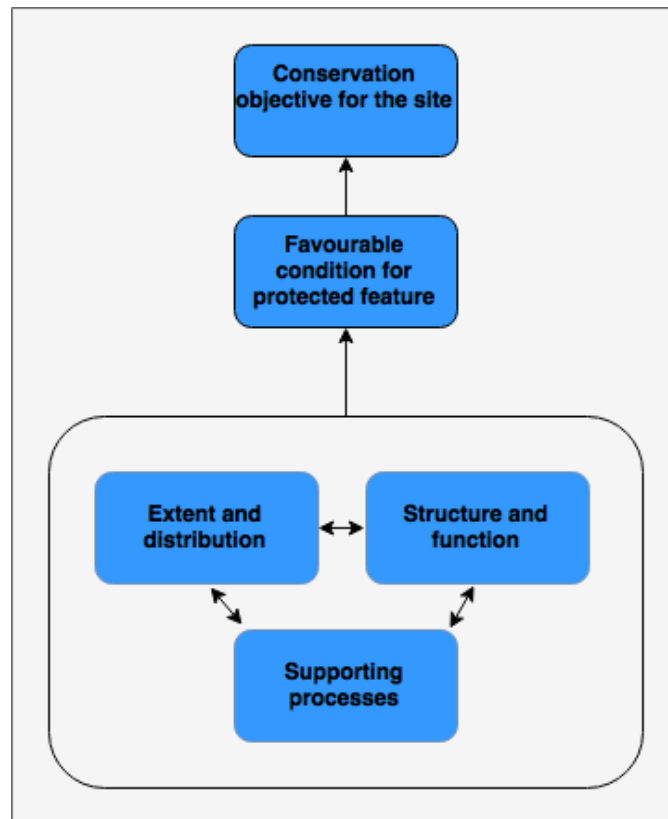 Conservation
objective for the site
Favourable
condition for
protected feature
Extent and
distribution
Structure and
function
Supporting
processes